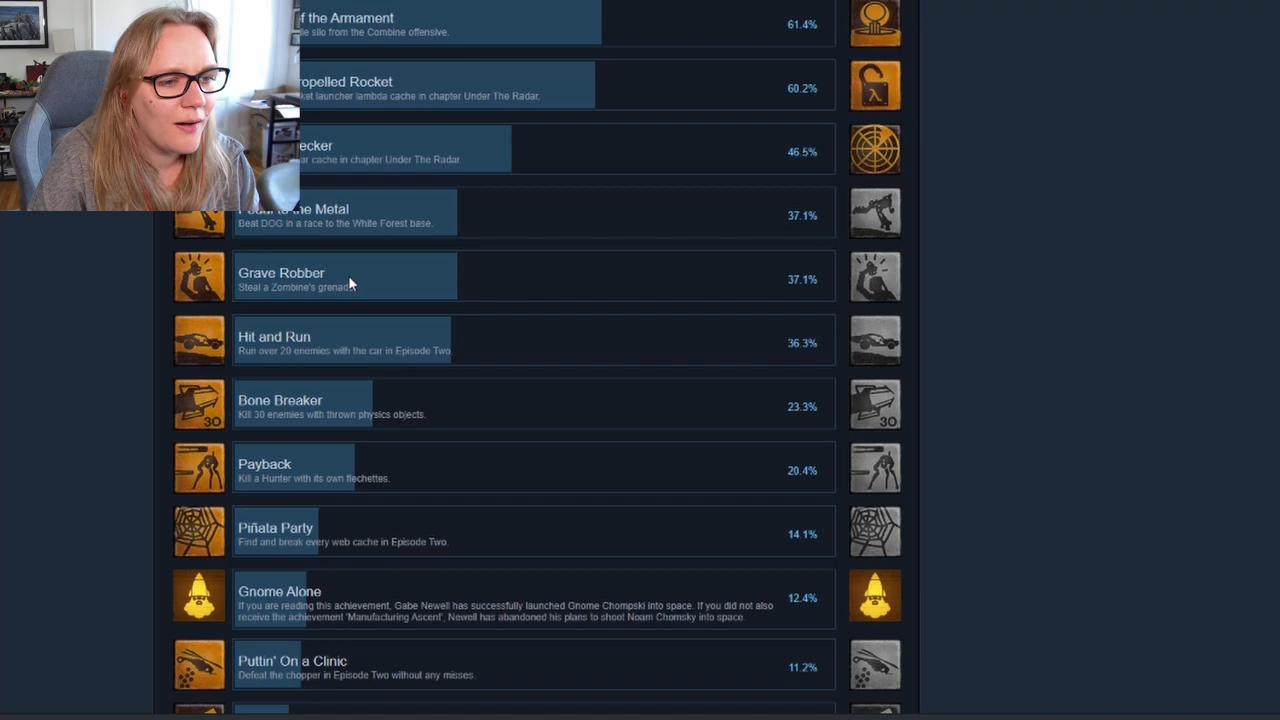 f the Armament
le silo from the Combine offensive.
61.4%
ropelled Rocket
ket launcher lambda cache in chapter Under The Radar.
60.2%
λ
ecker
ar cache in chapter Under The Radar.
46.5%
Pedal to the Metal
Beat DOG in a race to the White Forest base.
37.1%
Grave Robber
Steal a Zombine's grenade.
37.1%
Hit and Run
Run over 20 enemies with the car in Episode Two.
36.3%
30
Bone Breaker
Kill 30 enemies with thrown physics objects.
23.3%
30
Payback
Kill a Hunter with its own flechettes.
20.4%
Piñata Party
Find and break every web cache in Episode Two.
14.1%
Gnome Alone
If you are reading this achievement, Gabe Newell has successfully launched Gnome Chompski into space. If you did not also
receive the achievement 'Manufacturing Ascent', Newell has abandoned his plans to shoot Noam Chomsky into space.
12.4%
Puttin' On a Clinic
Defeat the chopper in Episode Two without any misses.
11.2%